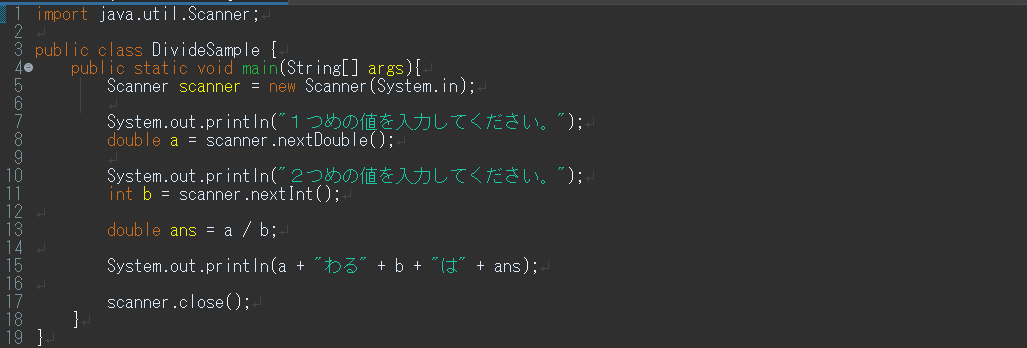 1 import java.util.Scanner;
2
3 public class DivideSample {
4     public static void main(String[] args){
5         Scanner scanner = new Scanner(System.in);
6
7         System.out.println("１つめの値を入力してください。");
8         double a = scanner.nextDouble();
9
10         System.out.println("２つめの値を入力してください。");
11         int b = scanner.nextInt();
12
13         double ans = a / b;
14
15         System.out.println(a + "わる" + b + "は" + ans);
16
17         scanner.close();
18     }
19 }